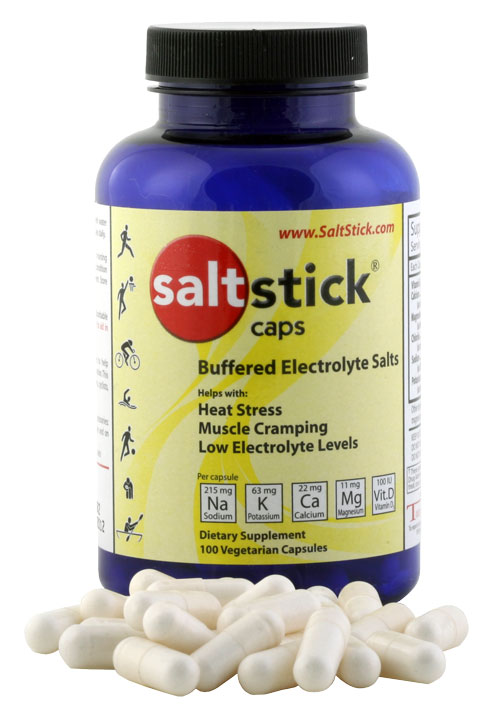 www.SaltStick.com
saltstick®
caps
Buffered Electrolyte Salts
Helps with:
Heat Stress
Muscle Cramping
Low Electrolyte Levels
Per capsule
215 mg 63 mg 22 mg 11 mg 100 IU
Na K Ca Mg Vit.D
Sodium Potassium Calcium Magnesium Vitamin D₃
Dietary Supplement
100 Vegetarian Capsules